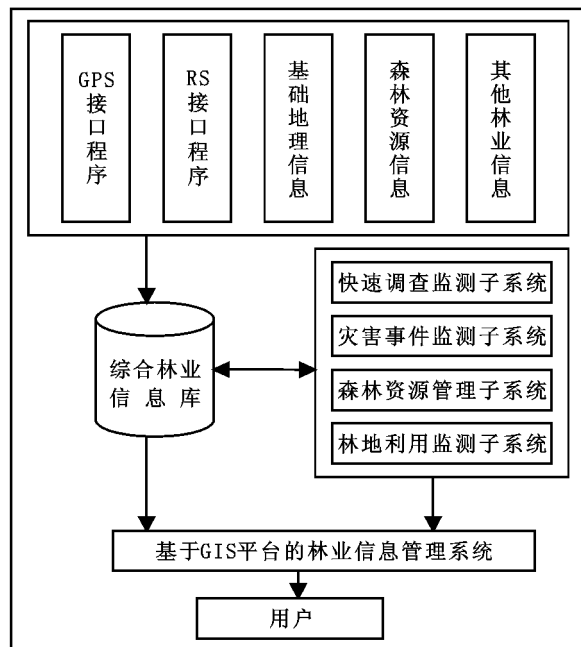 GPS接口程序
RS接口程序
基础地理信息
森林资源信息
其他林业信息
快速调查监测子系统
灾害事件监测子系统
综合林业
信息库
森林资源管理子系统
林地利用监测子系统
基于GIS平台的林业信息管理系统
用户